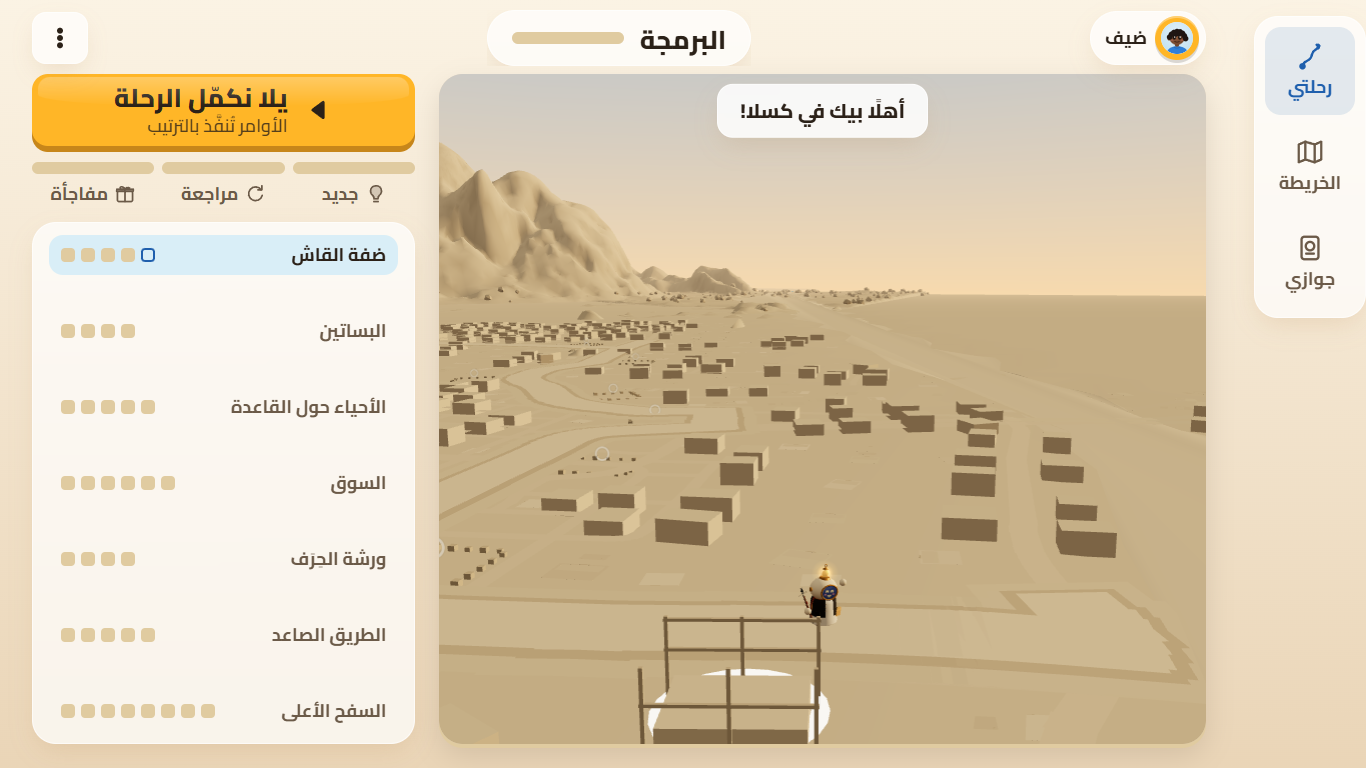 ضيف
البرمجة
رحلتي
الخريطة
جوازي
أهلًا بيك في كسلا!
يلا نكمّل الرحلة
الأوامر تُنفَّذ بالترتيب
جديد
مراجعة
مفاجأة
ضفة القاش
البساتين
الأحياء حول القاعدة
السوق
ورشة الحِرَف
الطريق الصاعد
السفح الأعلى